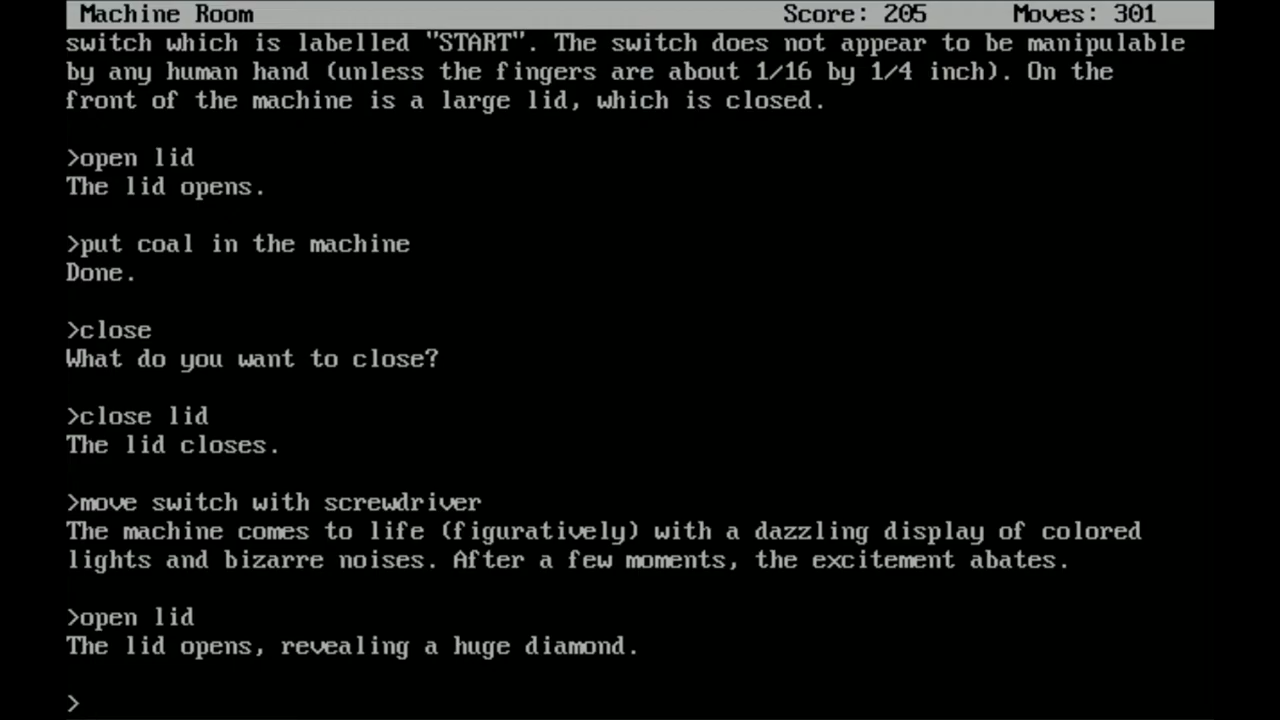 Machine Room Score: 205 Moves: 301
switch which is labelled "START". The switch does not appear to be manipulable
by any human hand (unless the fingers are about 1/16 by 1/4 inch). On the
front of the machine is a large lid, which is closed.
>open lid
The lid opens.
>put coal in the machine
Done.
>close
What do you want to close?
>close lid
The lid closes.
>move switch with screwdriver
The machine comes to life (figuratively) with a dazzling display of colored
lights and bizarre noises. After a few moments, the excitement abates.
>open lid
The lid opens, revealing a huge diamond.
>